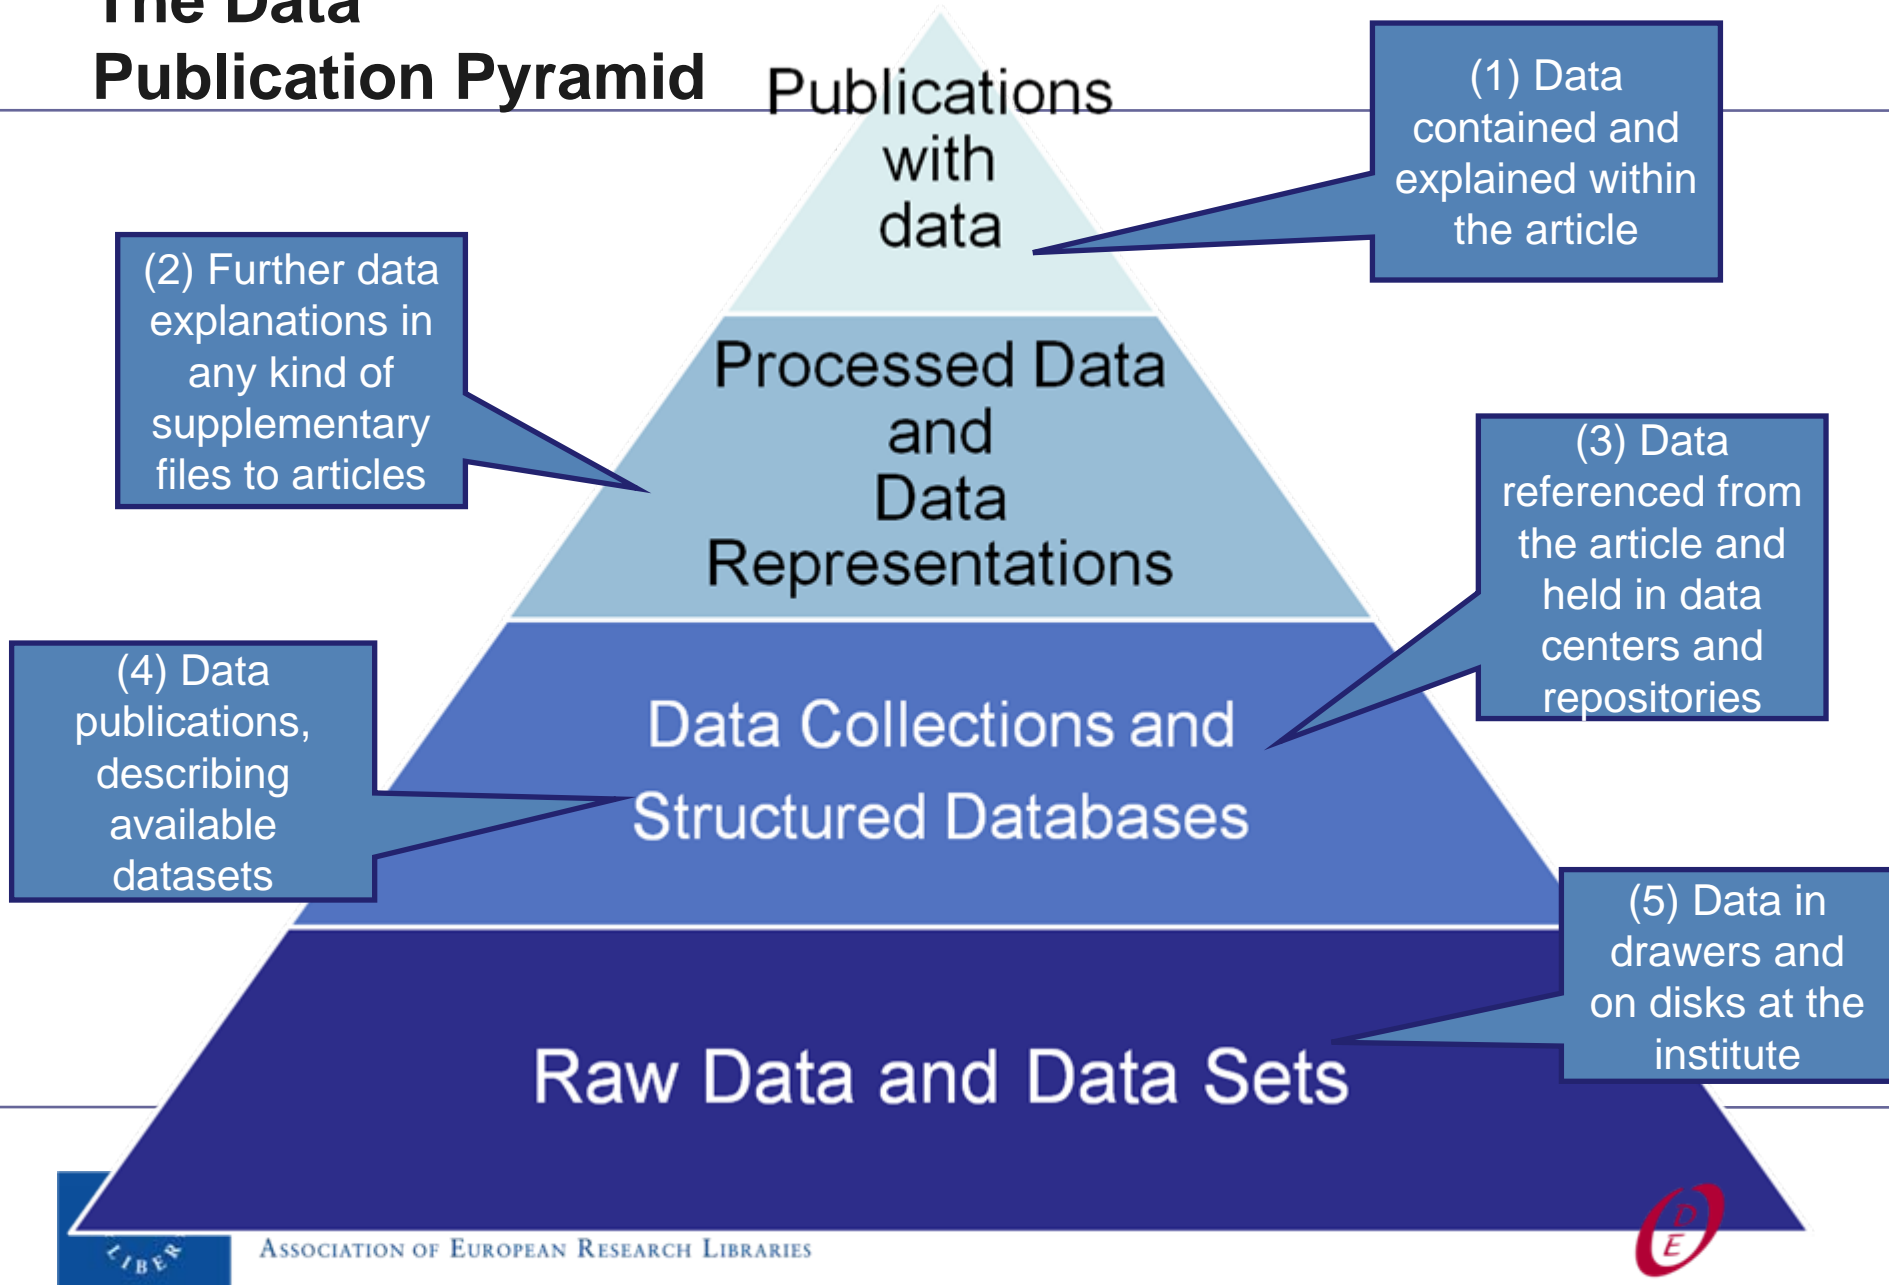 The Data
Publication Pyramid
Publications
with
data
(1) Data
contained and
explained within
the article
(2) Further data
explanations in
any kind of
supplementary
files to articles
Processed Data
and
Data
Representations
(3) Data
referenced from
the article and
held in data
centers and
repositories
(4) Data
publications,
describing
available
datasets
Data Collections and
Structured Databases
(5) Data in
drawers and
on disks at the
institute
Raw Data and Data Sets
LIBER
ASSOCIATION OF EUROPEAN RESEARCH LIBRARIES
ODE